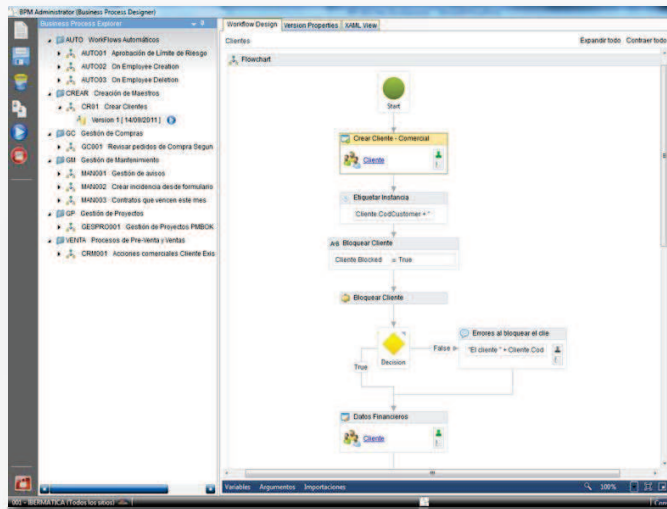 BPM Administrator (Business Process Designer)
Business Process Explorer
AUTO WorkFlows Automáticos
AUTO01 Aprobación de Límite de Riesgo
AUTO02 On Employee Creation
AUTO03 On Employee Deletion
CREAR Creación de Maestros
CR01 Crear Clientes
Version 1 [ 14/09/2011 ]
GC Gestión de Compras
GC001 Revisar pedidos de Compra Segun
GM Gestión de Mantenimiento
MAN001 Gestión de avisos
MAN002 Crear incidencia desde formulario
MAN003 Contratos que vencen este mes
GP Gestión de Proyectos
GESPRO001 Gestión de Proyectos PMBOK
VENTA Procesos de Pre-Venta y Ventas
CRM001 Acciones comerciales Cliente Exis
Workflow Design Version Properties XAML View
Clientes Expandir todo Contraer todo
Flowchart
Start
Crear Cliente - Comercial
Cliente
Etiquetar Instancia
Cliente.CodCustomer + "
A=B Bloquear Cliente
Cliente.Blocked = True
Bloquear Cliente
Errores al bloquear el clie
False
"El cliente " + Cliente.Cod
Decision
True
Datos Financieros
Cliente
Variables Argumentos Importaciones 100%
001 - IBERMATICA (Todos los sitios)